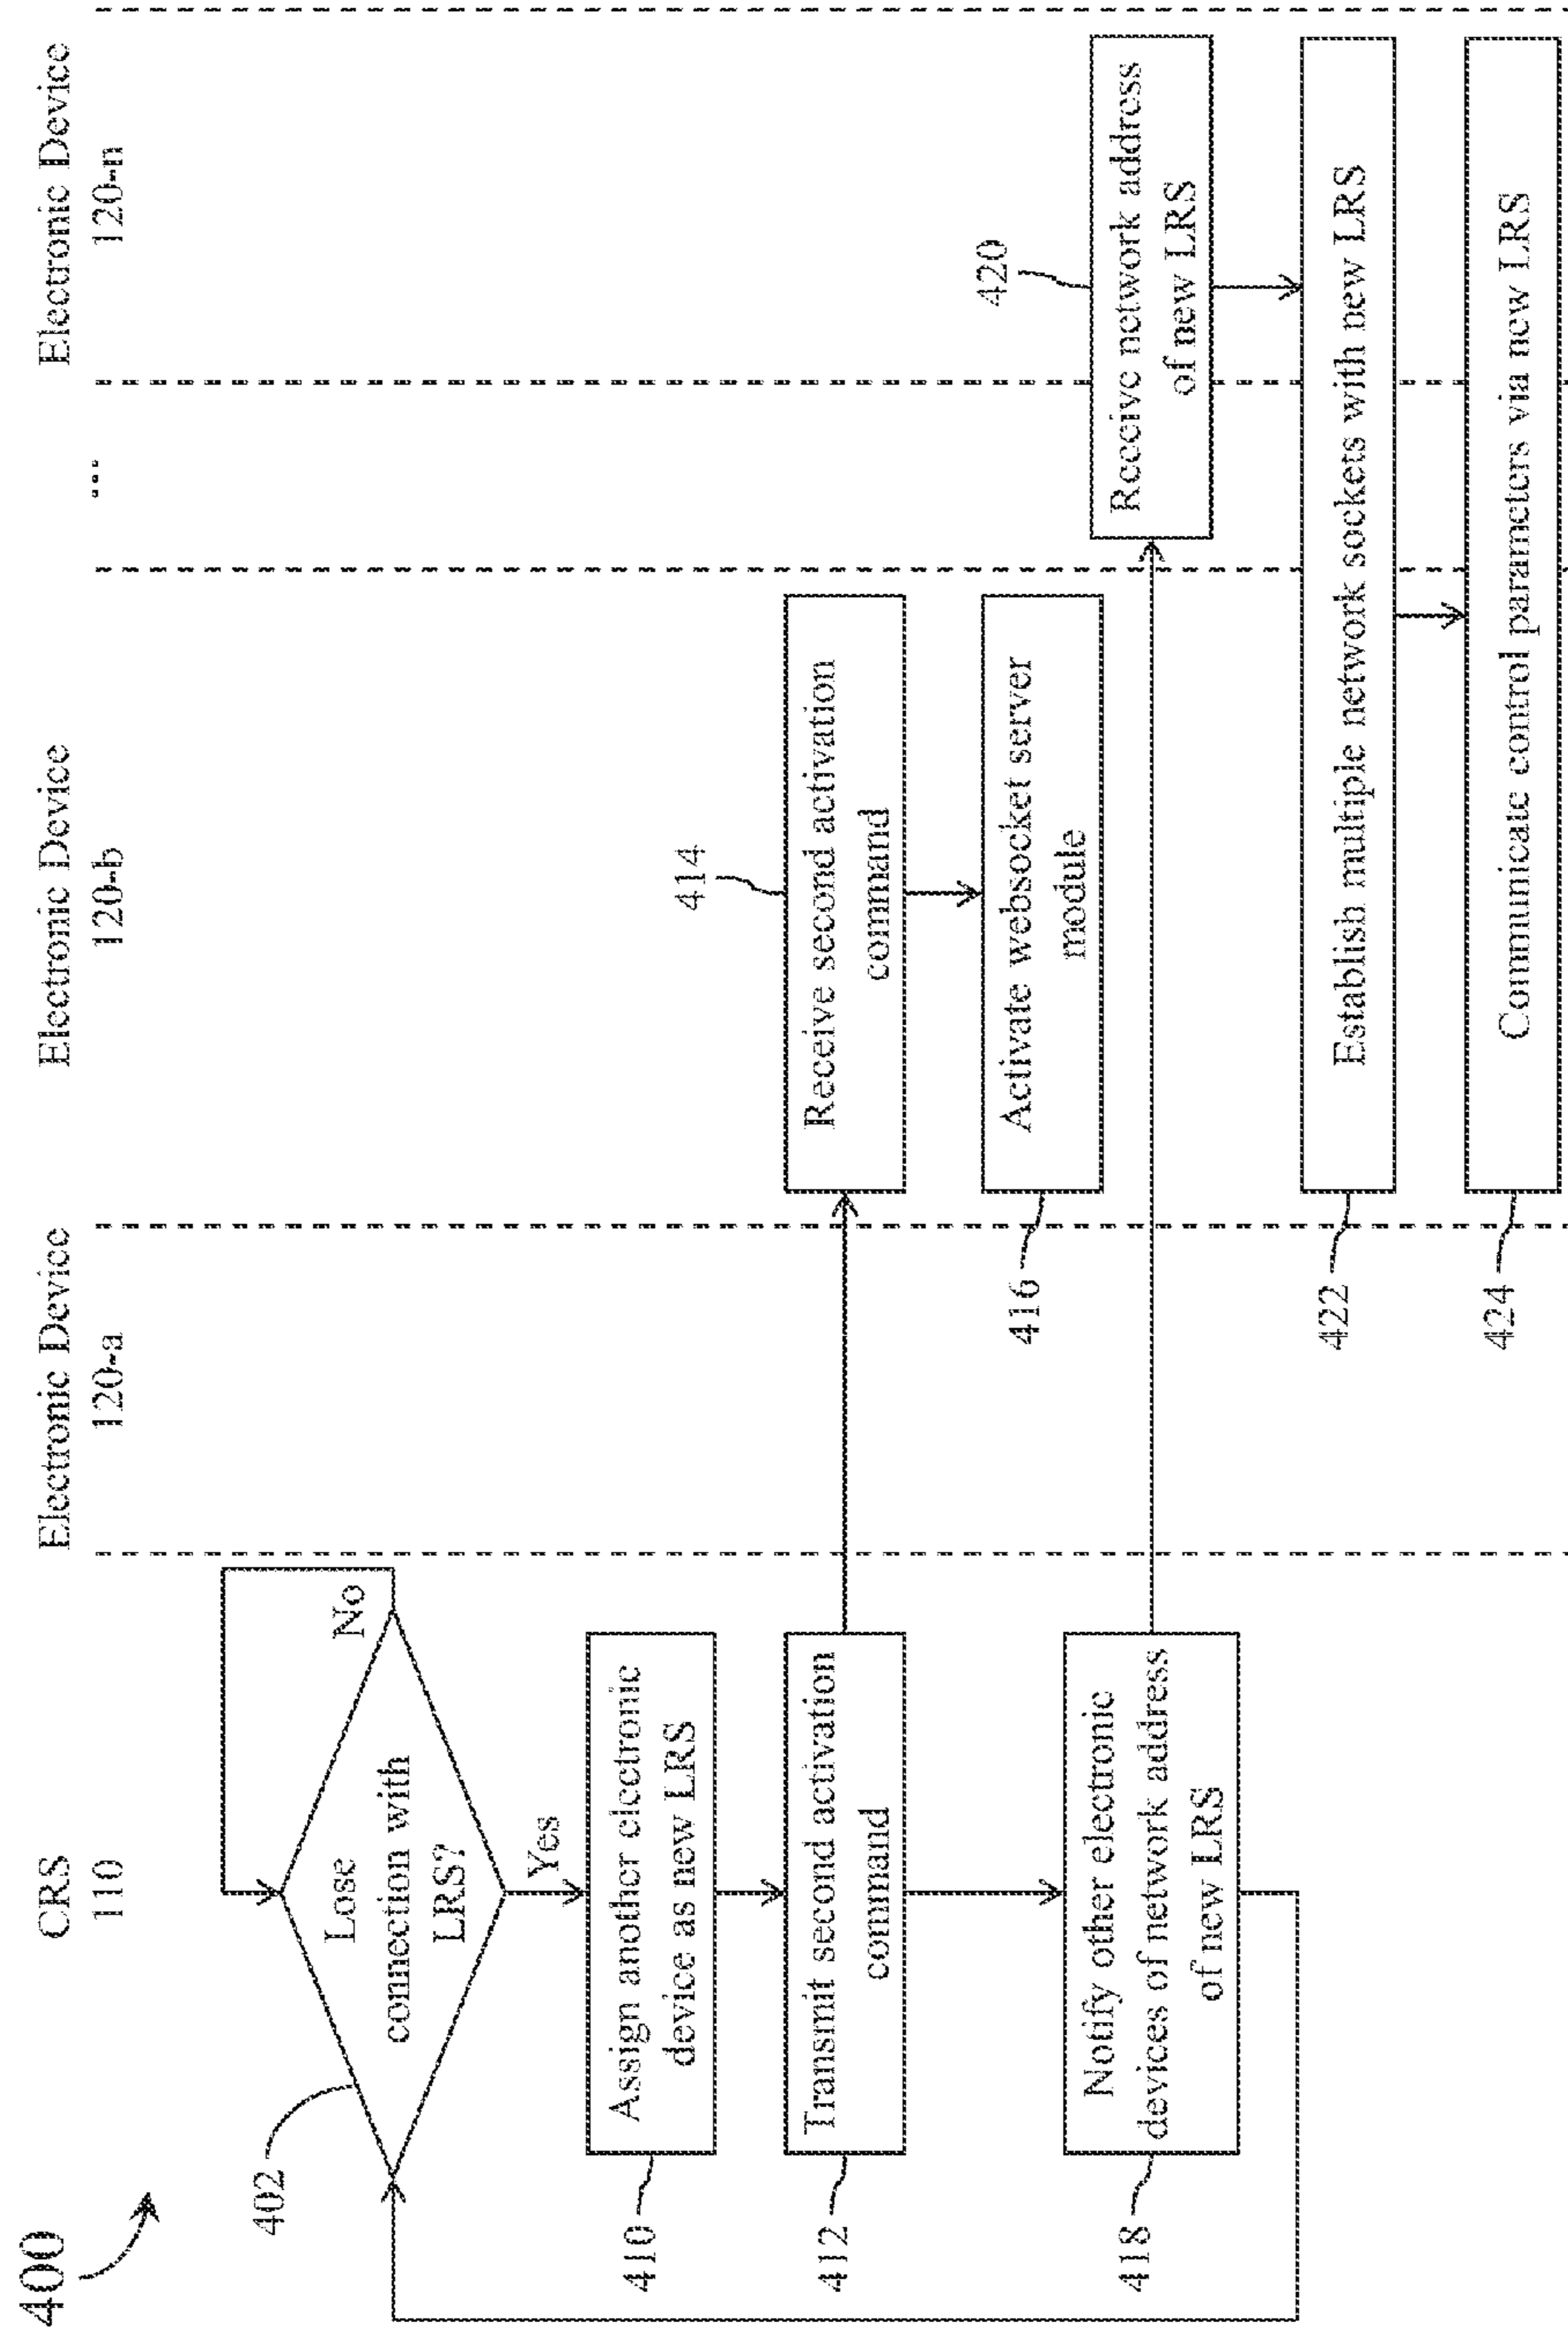 400
CRS
110
Electronic Device
120-a
Electronic Device
120-b
...
Electronic Device
120-n
402
Lose
connection with
LRS?
No
Yes
410
Assign another electronic
device as new LRS
412
Transmit second activation
command
414
Receive second activation
command
416
Activate websocket server
module
418
Notify other electronic
devices of network address
of new LRS
420
Receive network address
of new LRS
422
Establish multiple network sockets with new LRS
424
Communicate control parameters via new LRS